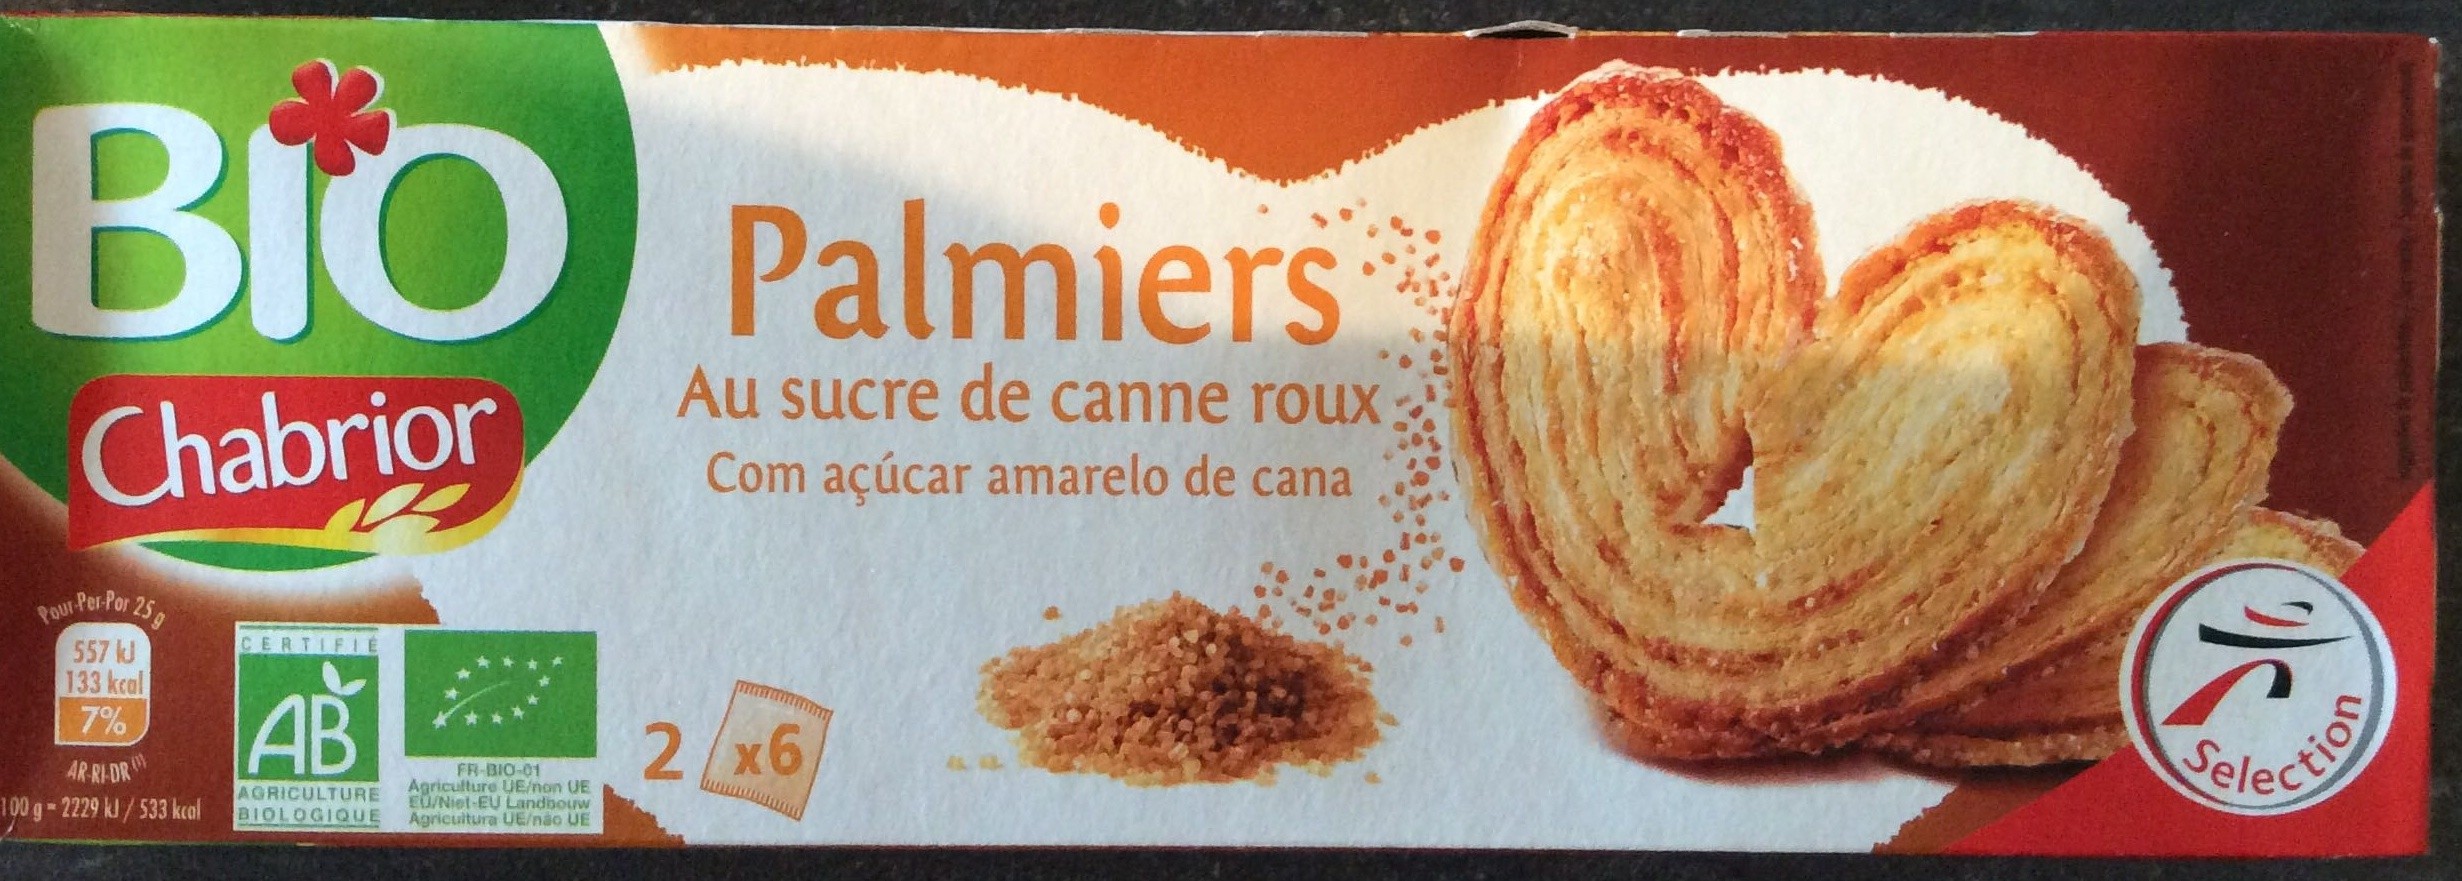 BIO
Chabrior
Palmiers
Au sucre de canne roux
Com açúcar amarelo de cana
Pour-Per-Por 25 g
557 kJ
133 kcal
7%
AR-RI-DR (1)
100 g = 2229 kJ / 533 kcal
CERTIFIÉ
AB
AGRICULTURE
BIOLOGIQUE
FR-BIO-01
Agriculture UE/non UE
EU/Niet-EU Landbouw
Agricultura UE/não UE
2 x6
Selection